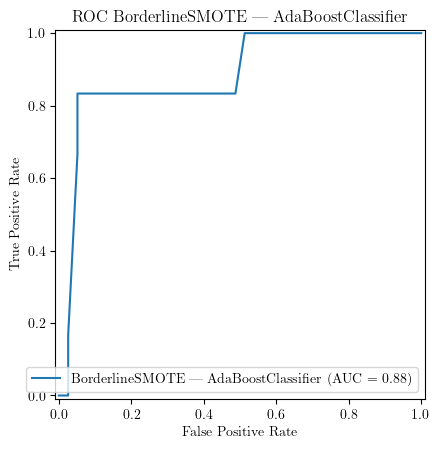 ROC BorderlineSMOTE — AdaBoostClassifier
True Positive Rate
1.0
0.8
0.6
0.4
0.2
0.0
BorderlineSMOTE — AdaBoostClassifier (AUC = 0.88)
0.0 0.2 0.4 0.6 0.8 1.0
False Positive Rate